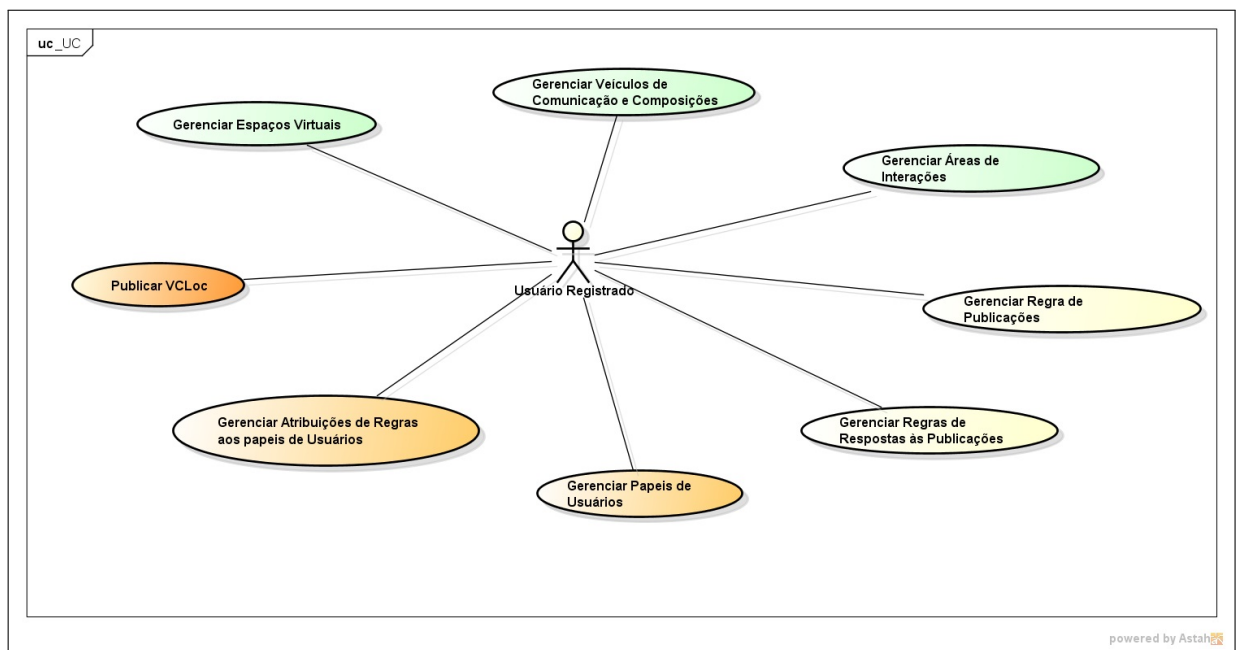 uc_UC
Gerenciar Veículos de
Comunicação e Composições
Gerenciar Espaços Virtuais
Gerenciar Áreas de
Interações
Publicar VCLoc
Usuário Registrado
Gerenciar Regra de
Publicações
Gerenciar Atribuições de Regras
aos papeis de Usuários
Gerenciar Regras de
Respostas às Publicações
Gerenciar Papeis de
Usuários
powered by Astah